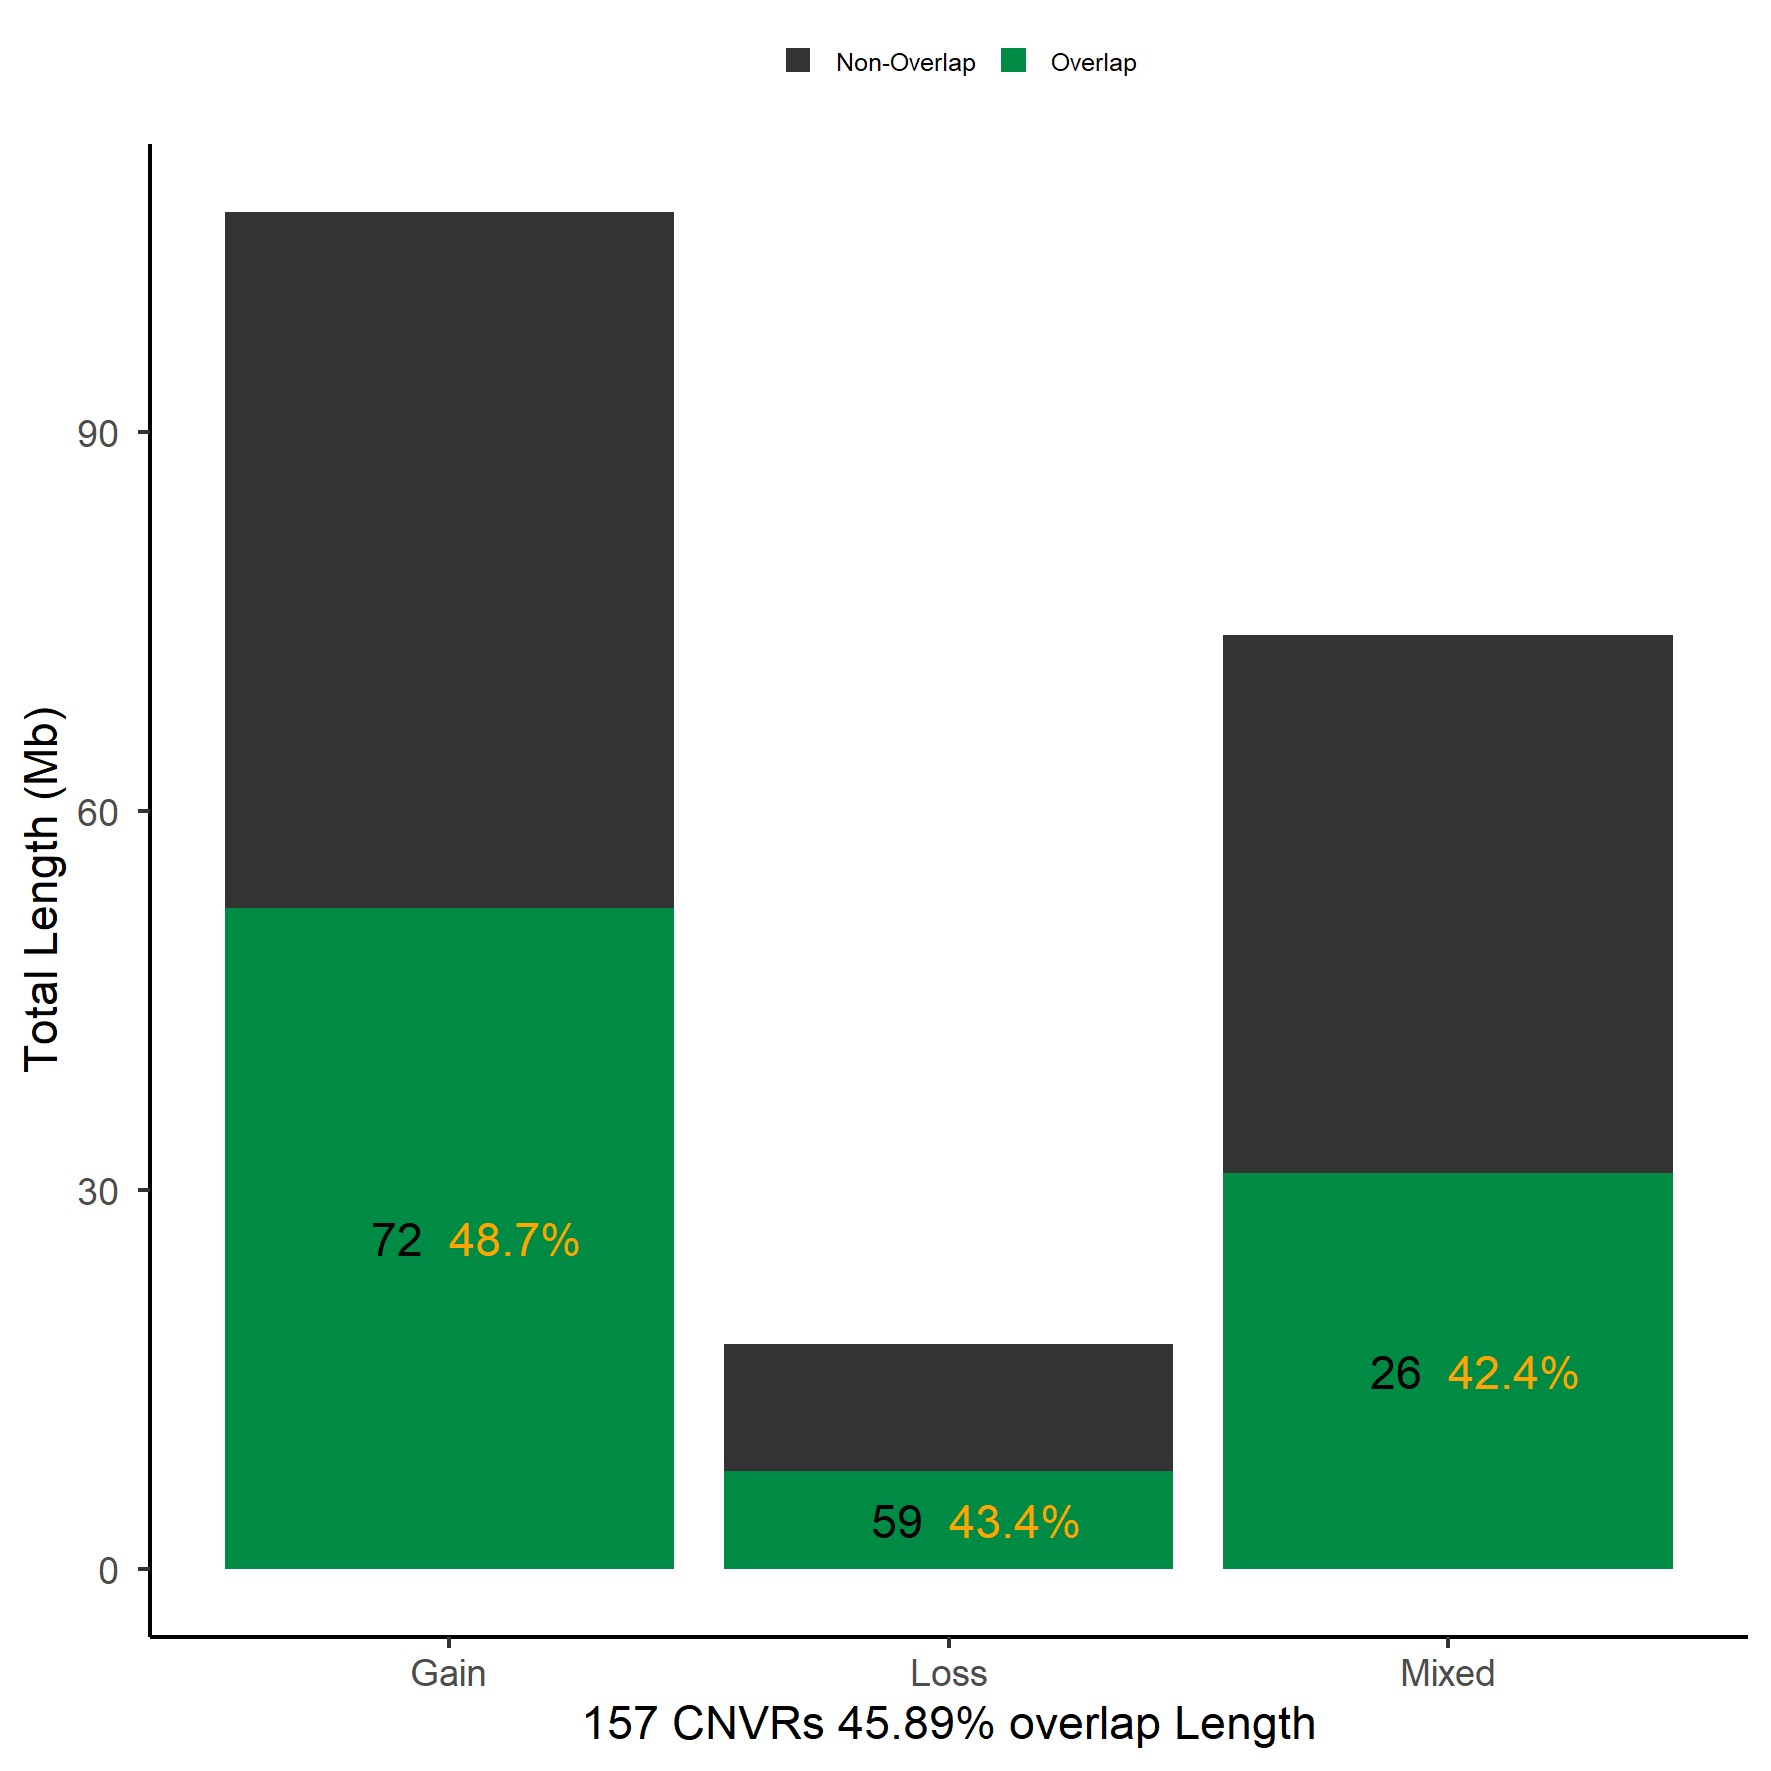 Non-Overlap Overlap
Total Length (Mb)
90
60
30
0
72 48.7%
59 43.4%
26 42.4%
Gain Loss Mixed
157 CNVRs 45.89% overlap Length